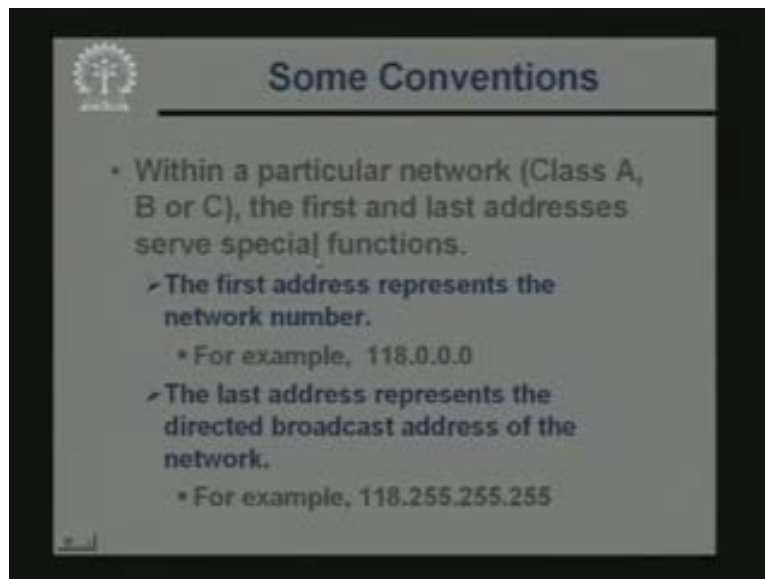 Some Conventions
• Within a particular network (Class A,
B or C), the first and last addresses
serve special functions.
➢The first address represents the
network number.
▪ For example, 118.0.0.0
➢The last address represents the
directed broadcast address of the
network.
▪ For example, 118.255.255.255